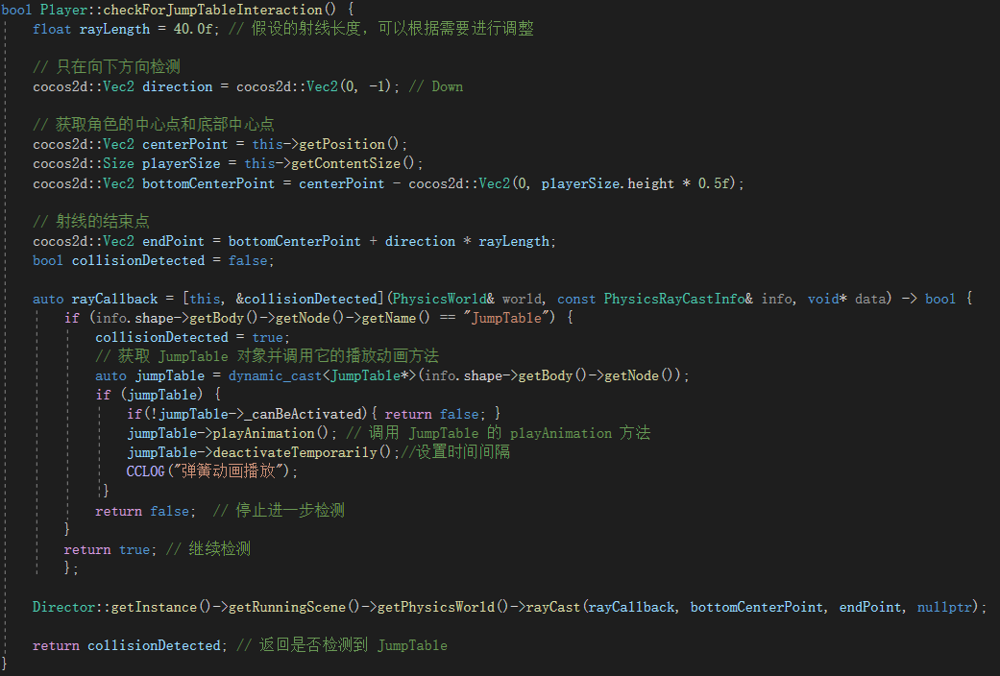 bool Player::checkForJumpTableInteraction() {
float rayLength = 40.0f; // 假设的射线长度，可以根据需要进行调整
// 只在向下方向检测
cocos2d::Vec2 direction = cocos2d::Vec2(0, -1); // Down
// 获取角色的中心点和底部中心点
cocos2d::Vec2 centerPoint = this->getPosition();
cocos2d::Size playerSize = this->getContentSize();
cocos2d::Vec2 bottomCenterPoint = centerPoint - cocos2d::Vec2(0, playerSize.height * 0.5f);
// 射线的结束点
cocos2d::Vec2 endPoint = bottomCenterPoint + direction * rayLength;
bool collisionDetected = false;
auto rayCallback = [this, &collisionDetected](PhysicsWorld& world, const PhysicsRayCastInfo& info, void* data) -> bool {
if (info.shape->getBody()->getNode()->getName() == "JumpTable") {
collisionDetected = true;
// 获取 JumpTable 对象并调用它的播放动画方法
auto jumpTable = dynamic_cast<JumpTable*>(info.shape->getBody()->getNode());
if (jumpTable) {
if(!jumpTable->_canBeActivated){ return false; }
jumpTable->playAnimation(); // 调用 JumpTable 的 playAnimation 方法
jumpTable->deactivateTemporarily();//设置时间间隔
CCLOG("弹簧动画播放");
}
return false; // 停止进一步检测
}
return true; // 继续检测
};
Director::getInstance()->getRunningScene()->getPhysicsWorld()->rayCast(rayCallback, bottomCenterPoint, endPoint, nullptr);
return collisionDetected; // 返回是否检测到 JumpTable
}